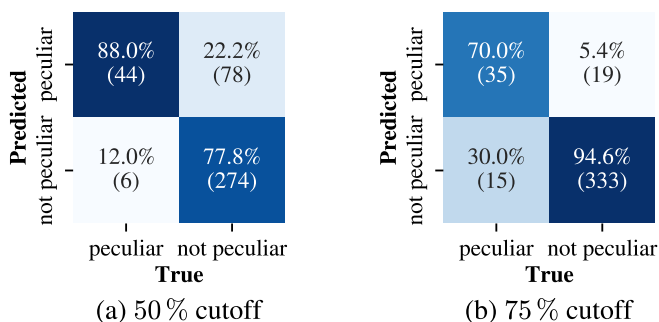 Predicted
peculiar
not peculiar
88.0%
(44)
22.2%
(78)
12.0%
(6)
77.8%
(274)
peculiar
not peculiar
True
(a) 50 % cutoff
Predicted
peculiar
not peculiar
70.0%
(35)
5.4%
(19)
30.0%
(15)
94.6%
(333)
peculiar
not peculiar
True
(b) 75 % cutoff